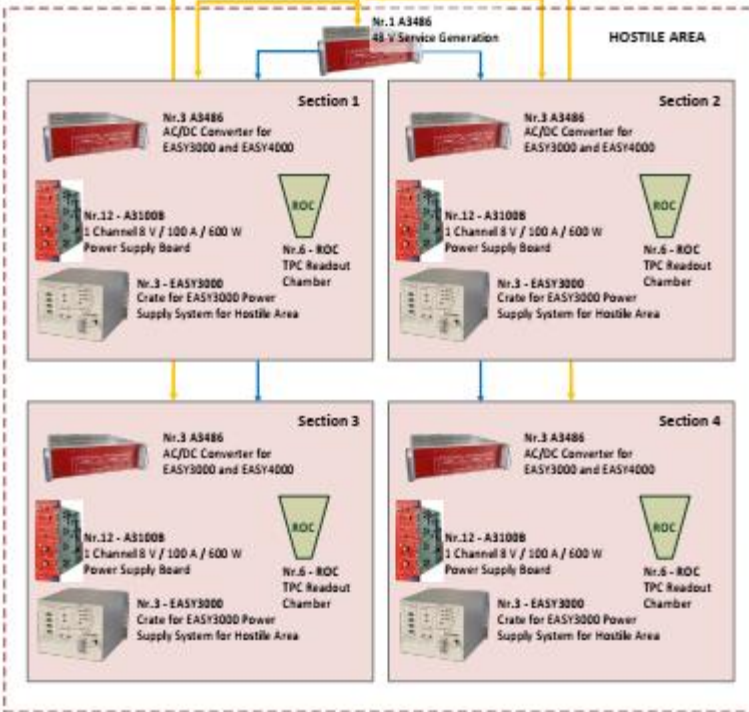 Nr.1 A3486
48 V Service Generation
HOSTILE AREA
Section 1
Nr.3 A3486
AC/DC Converter for
EASY3000 and EASY4000
Nr.12 - A3100B
1 Channel 8 V / 100 A / 600 W
Power Supply Board
ROC
Nr.6 - ROC
TPC Readout
Chamber
Nr.3 - EASY3000
Crate for EASY3000 Power
Supply System for Hostile Area
Section 2
Nr.3 A3486
AC/DC Converter for
EASY3000 and EASY4000
Nr.12 - A3100B
1 Channel 8 V / 100 A / 600 W
Power Supply Board
ROC
Nr.6 - ROC
TPC Readout
Chamber
Nr.3 - EASY3000
Crate for EASY3000 Power
Supply System for Hostile Area
Section 3
Nr.3 A3486
AC/DC Converter for
EASY3000 and EASY4000
Nr.12 - A3100B
1 Channel 8 V / 100 A / 600 W
Power Supply Board
ROC
Nr.6 - ROC
TPC Readout
Chamber
Nr.3 - EASY3000
Crate for EASY3000 Power
Supply System for Hostile Area
Section 4
Nr.3 A3486
AC/DC Converter for
EASY3000 and EASY4000
Nr.12 - A3100B
1 Channel 8 V / 100 A / 600 W
Power Supply Board
ROC
Nr.6 - ROC
TPC Readout
Chamber
Nr.3 - EASY3000
Crate for EASY3000 Power
Supply System for Hostile Area